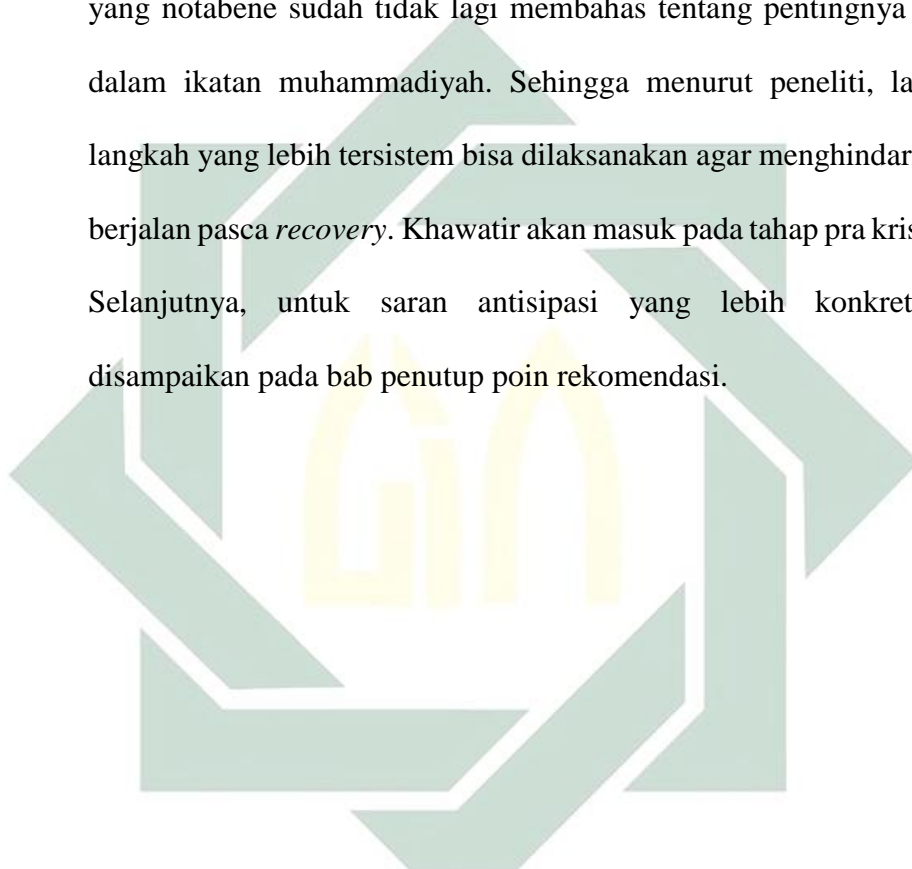 yang notabene sudah tidak lagi membahas tentang pentingnya
dalam ikatan muhammadiyah. Sehingga menurut peneliti, la
langkah yang lebih tersistem bisa dilaksanakan agar menghindar
berjalan pasca recovery. Khawatir akan masuk pada tahap pra kris
Selanjutnya, untuk saran antisipasi yang lebih konkret
disampaikan pada bab penutup poin rekomendasi.